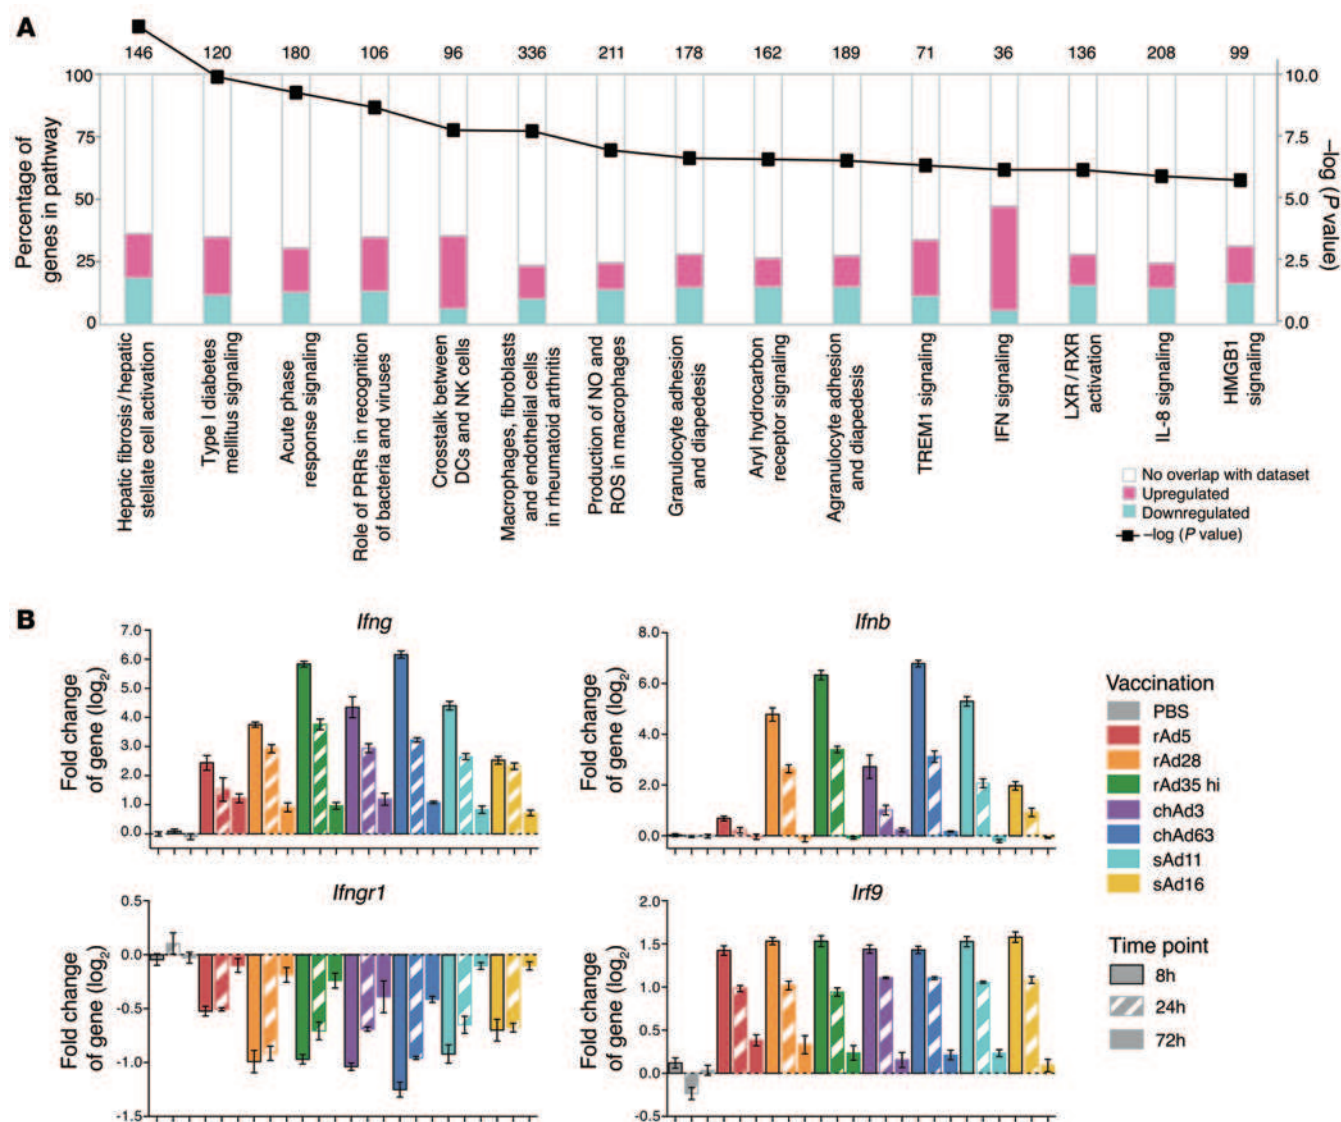 A
146 120 180 106 96 336 211 178 162 189 71 36 136 208 99
100
75
50
25
0
Percentage of
genes in pathway
10.0
7.5
5.0
2.5
0.0
–log (P value)
Hepatic fibrosis / hepatic
stellate cell activation
Type I diabetes
mellitus signaling
Acute phase
response signaling
Role of PRRs in recognition
of bacteria and viruses
Crosstalk between
DCs and NK cells
Macrophages, fibroblasts
and endothelial cells
in rheumatoid arthritis
Production of NO and
ROS in macrophages
Granulocyte adhesion
and diapedesis
Aryl hydrocarbon
receptor signaling
Agranulocyte adhesion
and diapedesis
TREM1 signaling
IFN signaling
LXR / RXR
activation
IL-8 signaling
HMGB1
signaling
No overlap with dataset
Upregulated
Downregulated
–log (P value)
B
Ifng
7.0
6.0
5.0
4.0
3.0
2.0
1.0
0.0
Fold change
of gene (log2)
Ifnb
8.0
6.0
4.0
2.0
0.0
Fold change
of gene (log2)
Ifngr1
0.5
0.0
-0.5
-1.0
-1.5
Fold change
of gene (log2)
Irf9
2.0
1.5
1.0
0.5
0.0
-0.5
Fold change
of gene (log2)
Vaccination
PBS
rAd5
rAd28
rAd35 hi
chAd3
chAd63
sAd11
sAd16
Time point
8h
24h
72h